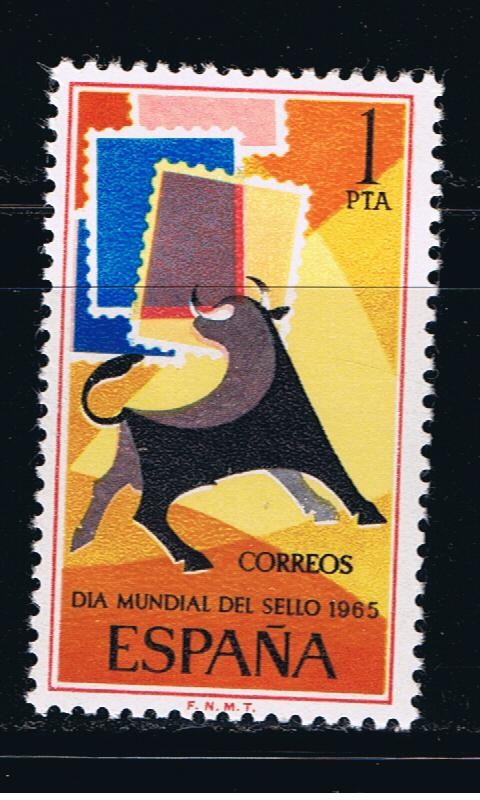 1
PTA
CORREOS
DIA MUNDIAL DEL SELLO 1965
ESPAÑA
F. N. M. T.